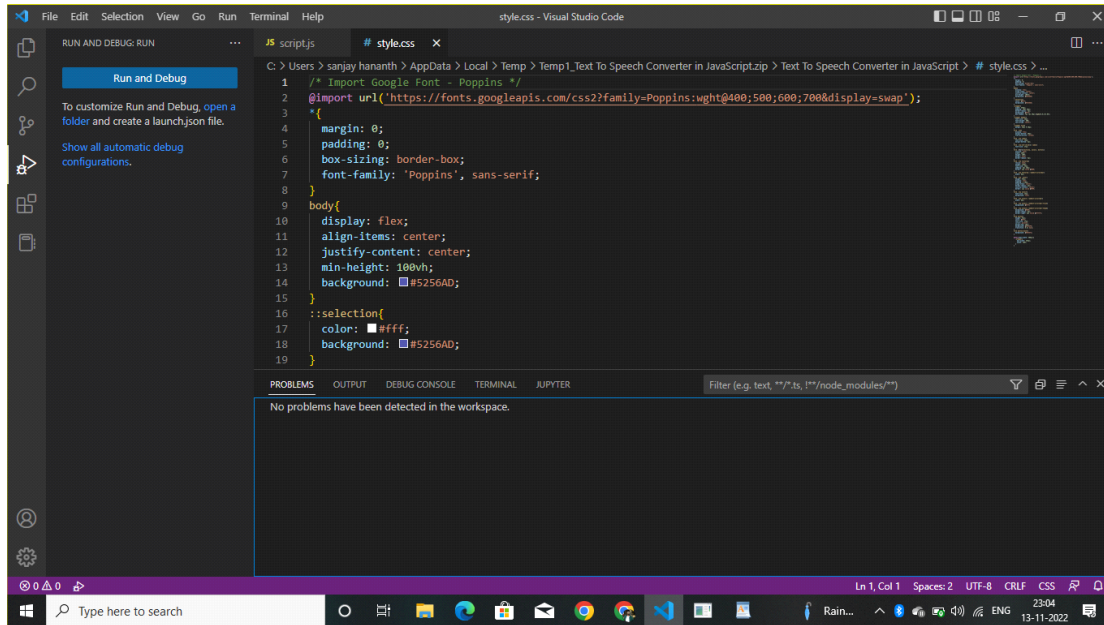 File Edit Selection View Go Run Terminal Help
style.css - Visual Studio Code
RUN AND DEBUG: RUN ...
Run and Debug
To customize Run and Debug, open a
folder and create a launch.json file.
Show all automatic debug
configurations.
JS script.js
# style.css
C: > Users > sanjay hananth > AppData > Local > Temp > Temp1_Text To Speech Converter in JavaScript.zip > Text To Speech Converter in JavaScript > # style.css > ...
1 /* Import Google Font - Poppins */
2 @import url('https://fonts.googleapis.com/css2?family=Poppins:wght@400;500;600;700&display=swap');
3 *{
4 margin: 0;
5 padding: 0;
6 box-sizing: border-box;
7 font-family: 'Poppins', sans-serif;
8 }
9 body{
10 display: flex;
11 align-items: center;
12 justify-content: center;
13 min-height: 100vh;
14 background: #5256AD;
15 }
16 ::selection{
17 color: #fff;
18 background: #5256AD;
19 }
PROBLEMS OUTPUT DEBUG CONSOLE TERMINAL JUPYTER
Filter (e.g. text, **/*.ts, !**/node_modules/**)
No problems have been detected in the workspace.
0 0
Ln 1, Col 1 Spaces: 2 UTF-8 CRLF CSS
Type here to search
Rain... ENG
23:04
13-11-2022